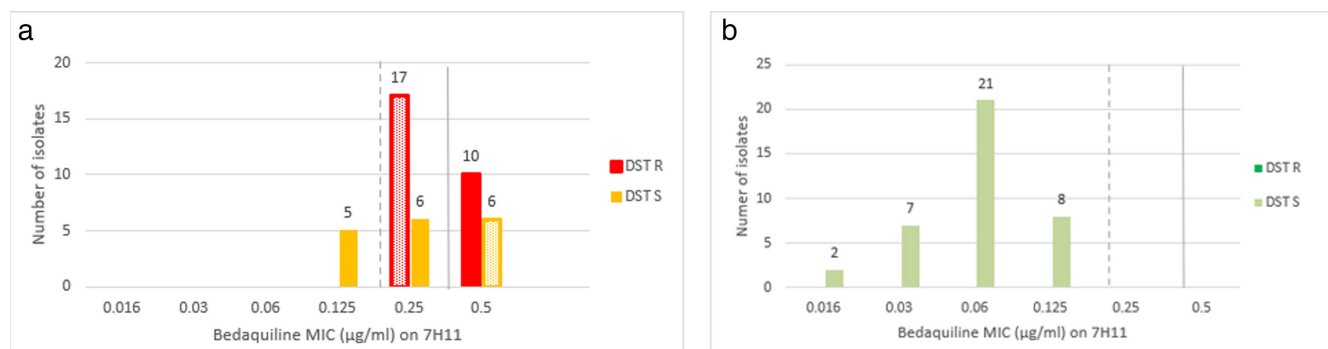 a
20
15
10
5
0
Number of isolates
17
10
5
6
6
0.016 0.03 0.06 0.125 0.25 0.5
Bedaquiline MIC (µg/ml) on 7H11
DST R
DST S
b
25
20
15
10
5
0
Numer of isolates
2
7
21
8
0.016 0.03 0.06 0.125 0.25 0.5
Bedaquiline MIC (µg/ml) on 7H11
DST R
DST S